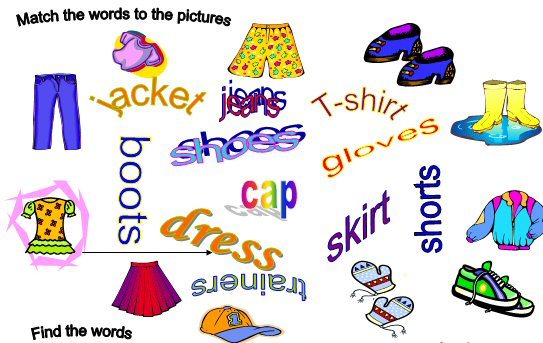 Match the words to the pictures
jacket
jeans
T-shirt
shoes
gloves
boots
cap
shorts
skirt
dress
trainers
1
Find the words